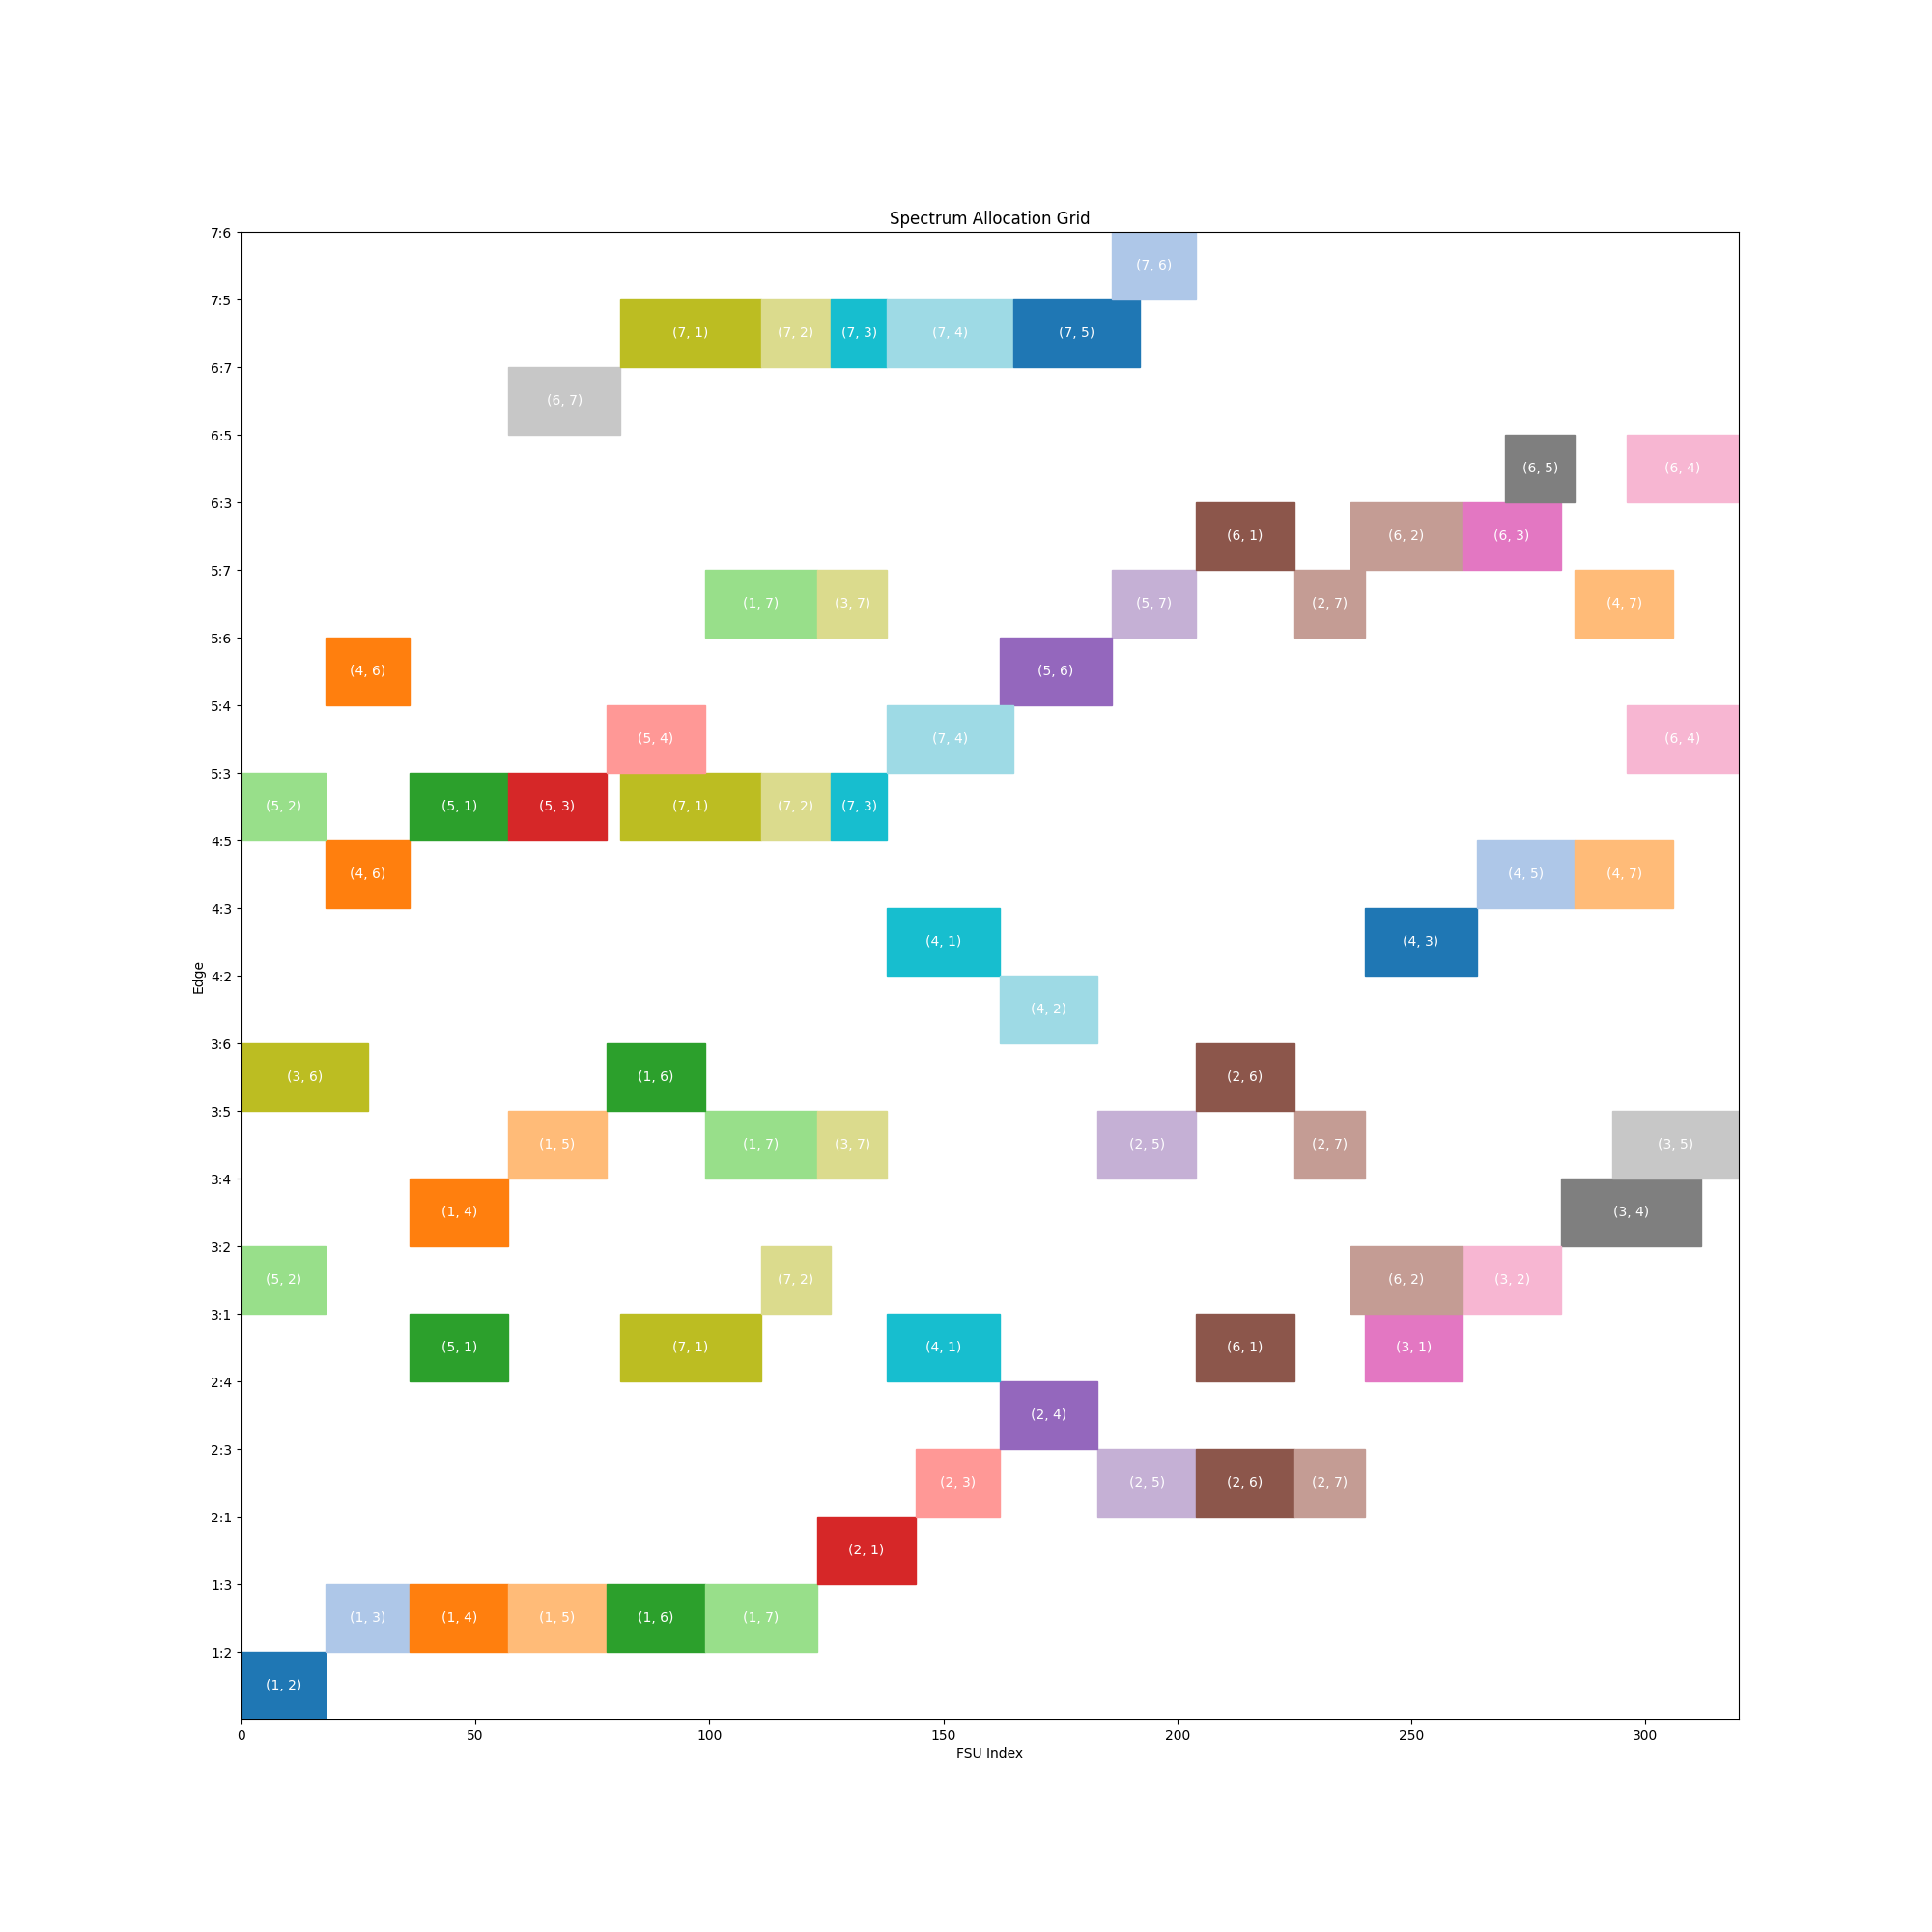 Spectrum Allocation Grid
7:6
(7, 6)
7:5
(7, 1) (7, 2) (7, 3) (7, 4) (7, 5)
6:7
(6, 7)
6:5
(6, 5) (6, 4)
6:3
(6, 1) (6, 2) (6, 3)
5:7
(1, 7) (3, 7) (5, 7) (2, 7) (4, 7)
5:6
(4, 6) (5, 6)
5:4
(5, 4) (7, 4) (6, 4)
5:3
(5, 2) (5, 1) (5, 3) (7, 1) (7, 2) (7, 3)
4:5
(4, 6) (4, 5) (4, 7)
4:3
(4, 1) (4, 3)
4:2
Edge
(4, 2)
3:6
(3, 6) (1, 6) (2, 6)
3:5
(1, 5) (1, 7) (3, 7) (2, 5) (2, 7) (3, 5)
3:4
(1, 4) (3, 4)
3:2
(5, 2) (7, 2) (6, 2) (3, 2)
3:1
(5, 1) (7, 1) (4, 1) (6, 1) (3, 1)
2:4
(2, 4)
2:3
(2, 3) (2, 5) (2, 6) (2, 7)
2:1
(2, 1)
1:3
(1, 3) (1, 4) (1, 5) (1, 6) (1, 7)
1:2
(1, 2)
0 50 100 150 200 250 300
FSU Index